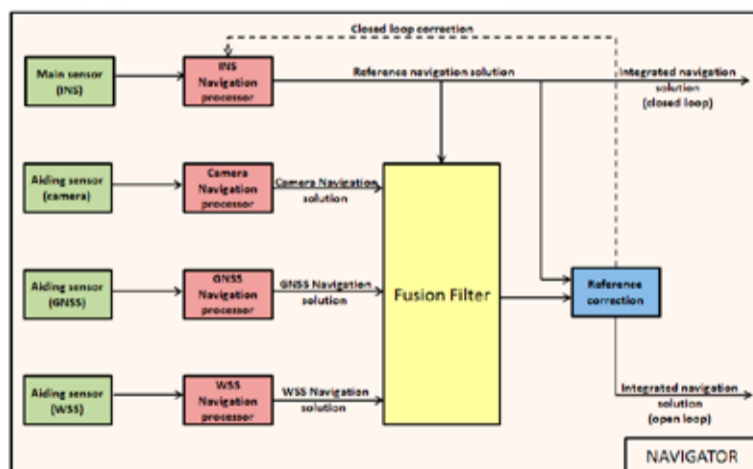 Closed loop correction
Main sensor
(INS)
INS
Navigation
processor
Reference navigation solution
Integrated navigation
solution
(closed loop)
Aiding sensor
(camera)
Camera
Navigation
processor
Camera Navigation
solution
Aiding sensor
(GNSS)
GNSS
Navigation
processor
GNSS Navigation
solution
Fusion Filter
Reference
correction
Aiding sensor
(WSS)
WSS
Navigation
processor
WSS Navigation
solution
Integrated navigation
solution
(open loop)
NAVIGATOR